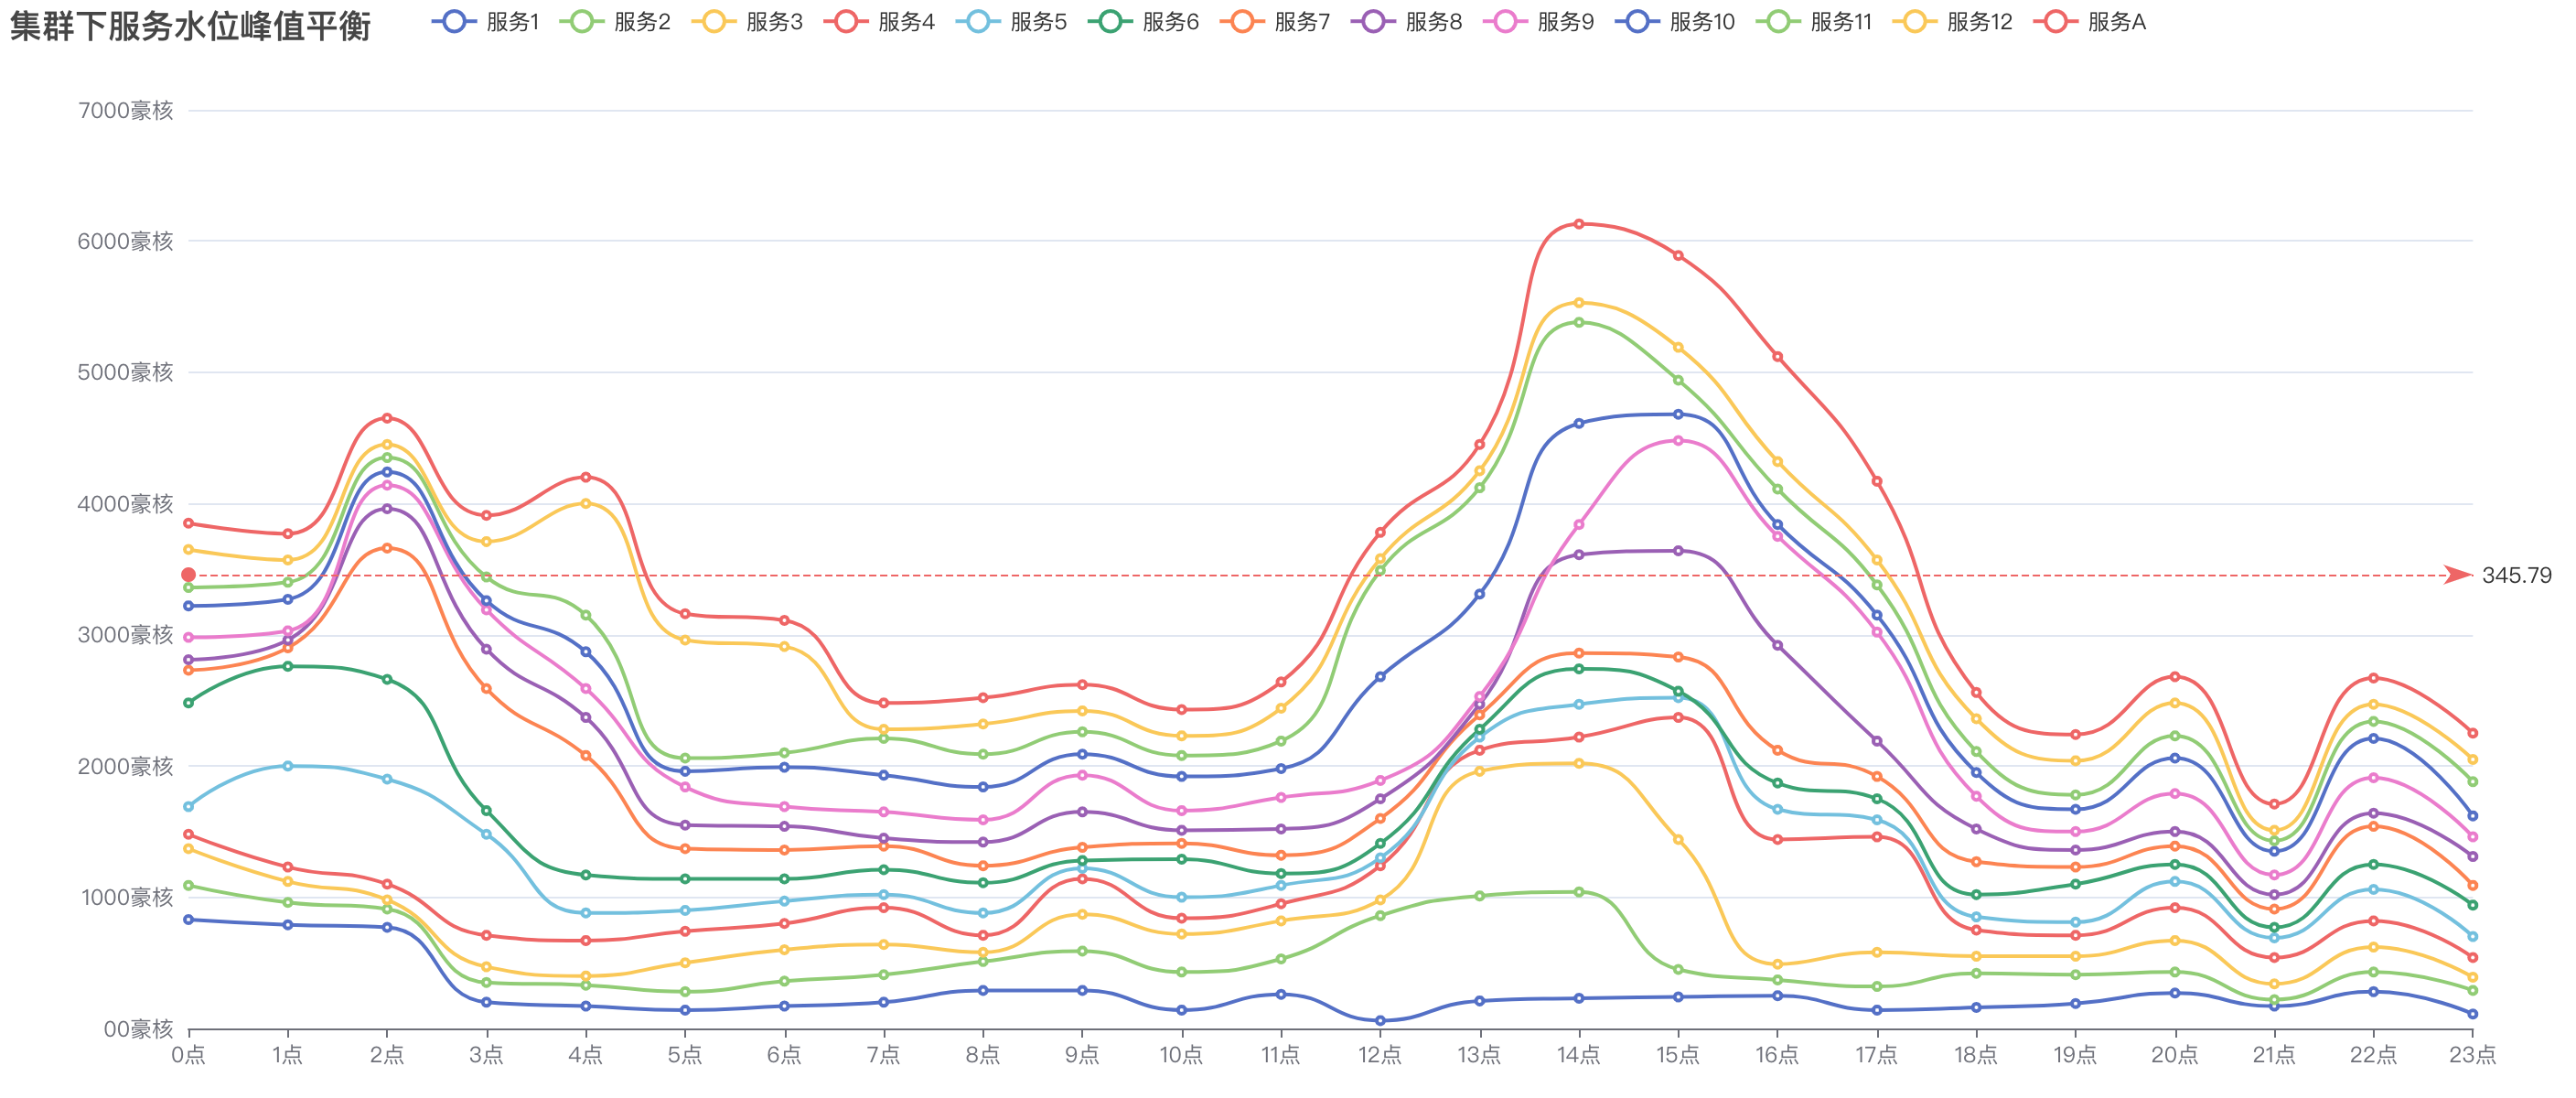 集群下服务水位峰值平衡
服务1 服务2 服务3 服务4 服务5 服务6 服务7 服务8 服务9 服务10 服务11 服务12 服务A
7000豪核
6000豪核
5000豪核
4000豪核
345.79
3000豪核
2000豪核
1000豪核
00豪核
0点 1点 2点 3点 4点 5点 6点 7点 8点 9点 10点 11点 12点 13点 14点 15点 16点 17点 18点 19点 20点 21点 22点 23点